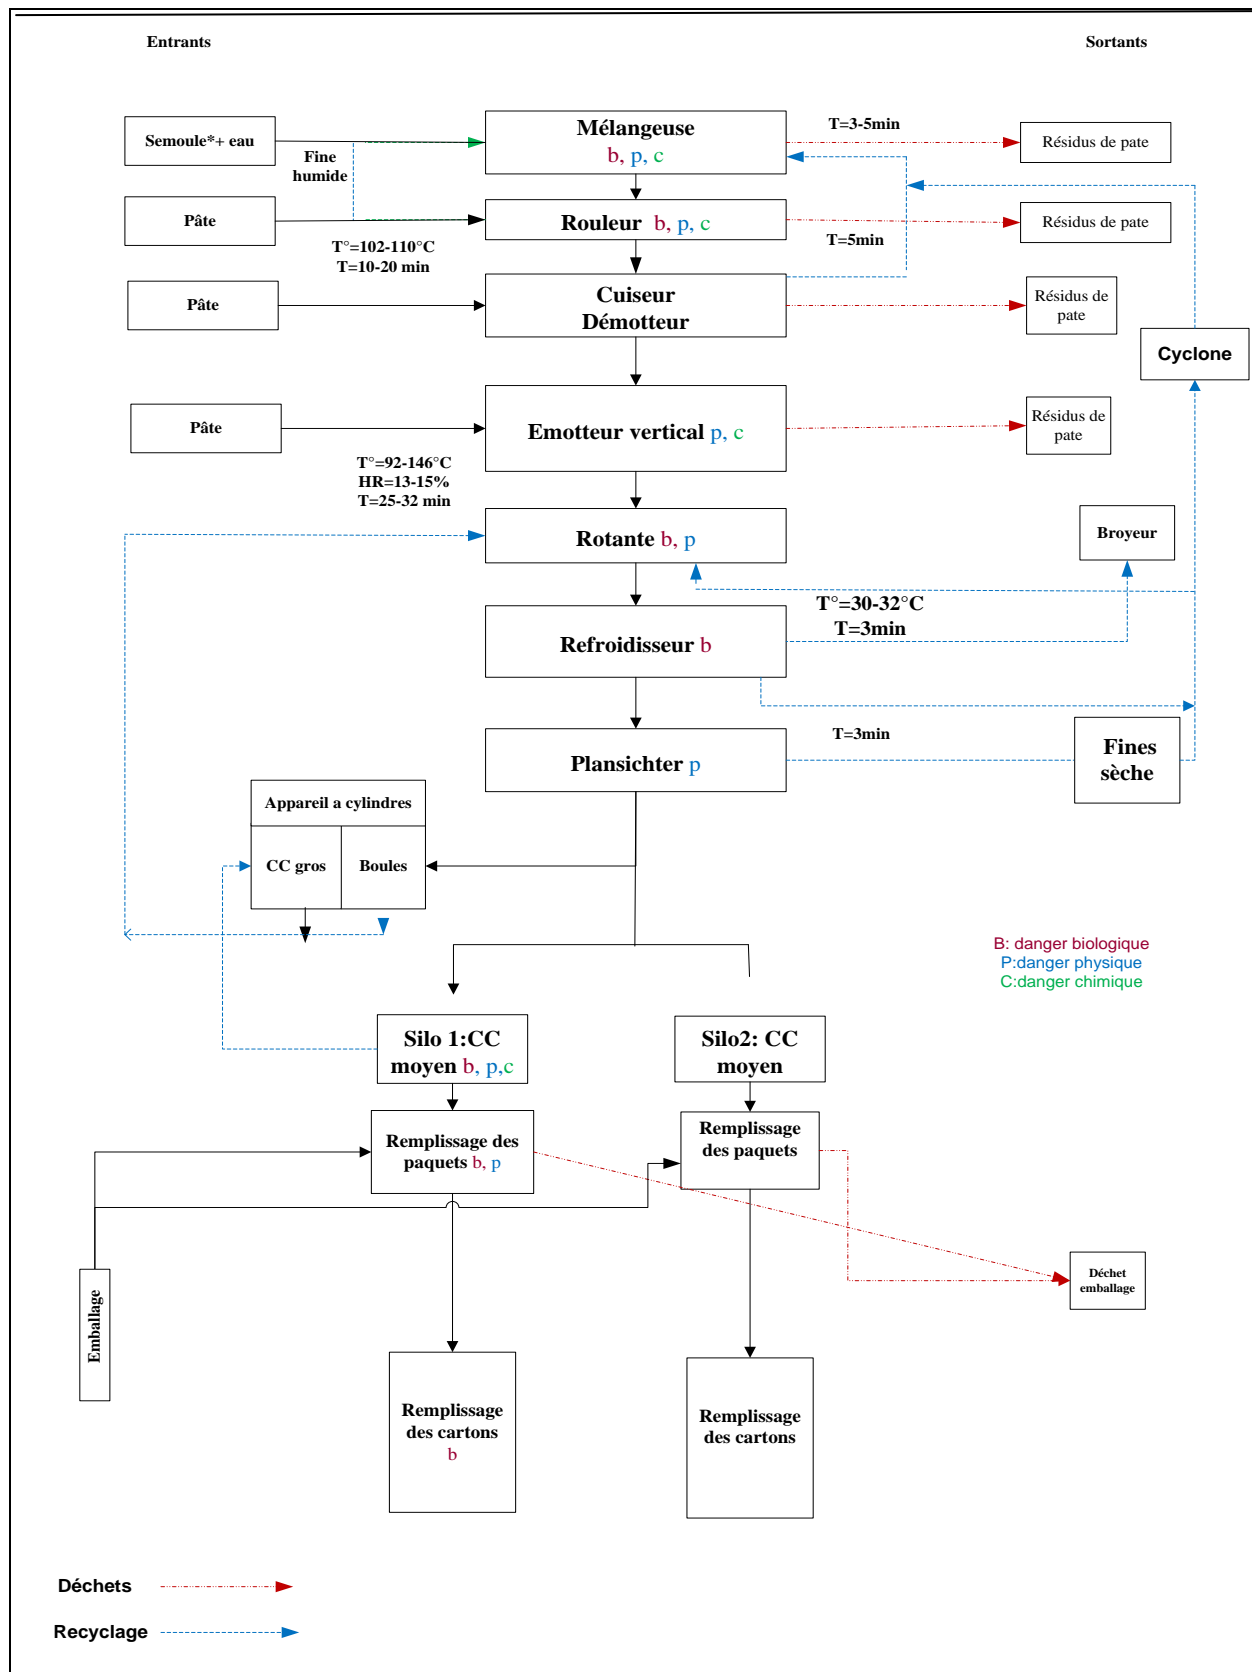 Entrants
Sortants
Semoule*+ eau
Mélangeuse
b, p, c
T=3-5min
Résidus de pate
Fine
humide
Pâte
Rouleur b, p, c
T=5min
Résidus de pate
T°=102-110°C
T=10-20 min
Pâte
Cuiseur
Démotteur
Résidus de
pate
Cyclone
Pâte
Emotteur vertical p, c
Résidus de
pate
T°=92-146°C
HR=13-15%
T=25-32 min
Rotante b, p
Broyeur
T°=30-32°C
T=3min
Refroidisseur b
Plansichter p
T=3min
Fines
sèche
Appareil a cylindres
CC gros
Boules
B: danger biologique
P:danger physique
C:danger chimique
Silo 1:CC
moyen b, p,c
Silo2: CC
moyen
Remplissage des
paquets b, p
Remplissage
des paquets
Emballage
Déchet
emballage
Remplissage
des cartons
b
Remplissage
des cartons
Déchets
Recyclage